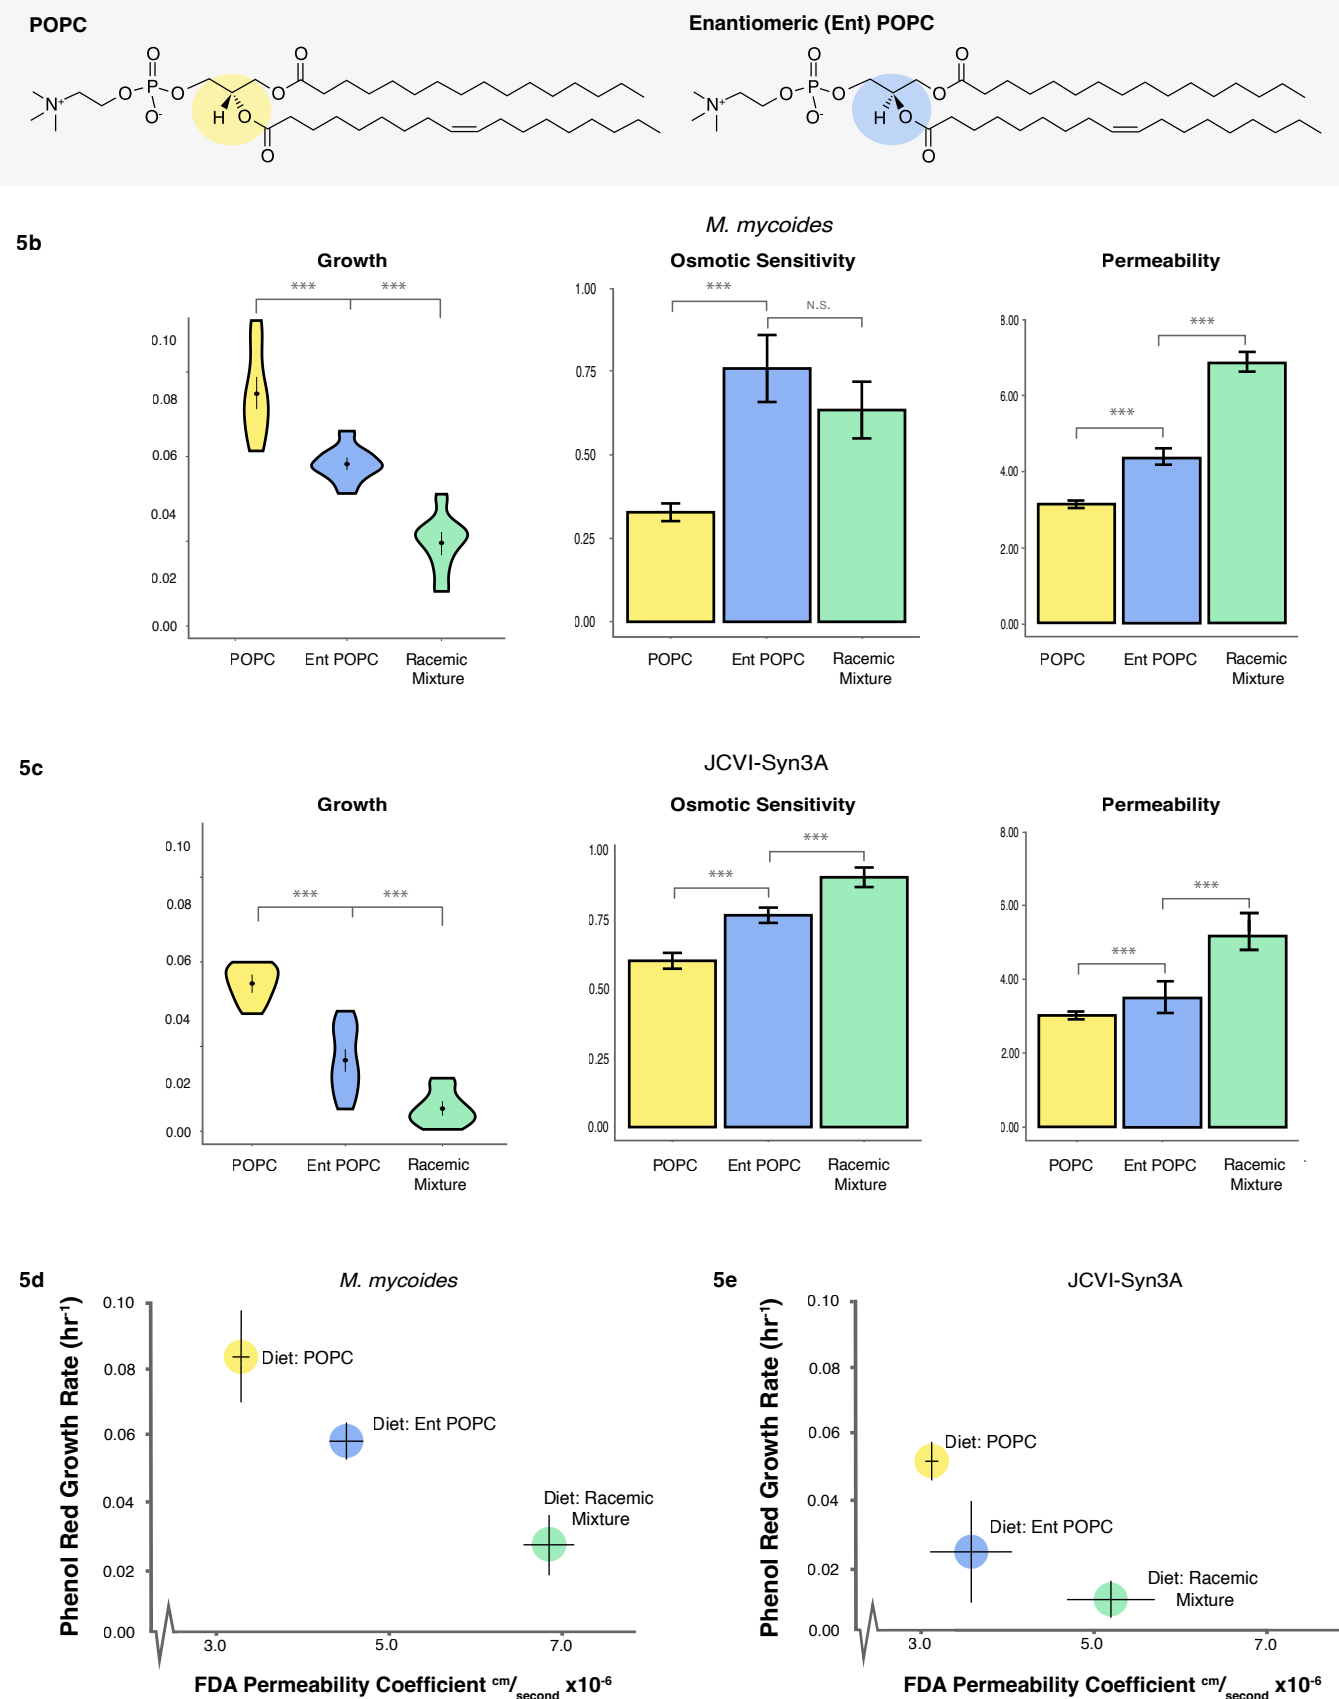 POPC
Enantiomeric (Ent) POPC
O O O O
N+ O P O O N+ O P O O
O- H O O- H O
O O
5b
M. mycoides
Growth Osmotic Sensitivity Permeability
*** *** *** N.S. *** ***
0.10
0.08
0.06
0.04
0.02
0.00
1.00
0.75
0.50
0.25
0.00
8.00
6.00
4.00
2.00
0.00
POPC Ent POPC Racemic
Mixture
POPC Ent POPC Racemic
Mixture
POPC Ent POPC Racemic
Mixture
5c
JCVI-Syn3A
Growth Osmotic Sensitivity Permeability
*** *** *** *** *** ***
0.10
0.08
0.06
0.04
0.02
0.00
1.00
0.75
0.50
0.25
0.00
8.00
6.00
4.00
2.00
0.00
POPC Ent POPC Racemic
Mixture
POPC Ent POPC Racemic
Mixture
POPC Ent POPC Racemic
Mixture
5d
M. mycoides
Phenol Red Growth Rate (hr-1)
0.10
0.08
0.06
0.04
0.02
0.00
Diet: POPC
Diet: Ent POPC
Diet: Racemic
Mixture
3.0 5.0 7.0
FDA Permeability Coefficient cm/second x10-6
5e
JCVI-Syn3A
Phenol Red Growth Rate (hr-1)
0.10
0.08
0.06
0.04
0.02
0.00
Diet: POPC
Diet: Ent POPC
Diet: Racemic
Mixture
3.0 5.0 7.0
FDA Permeability Coefficient cm/second x10-6